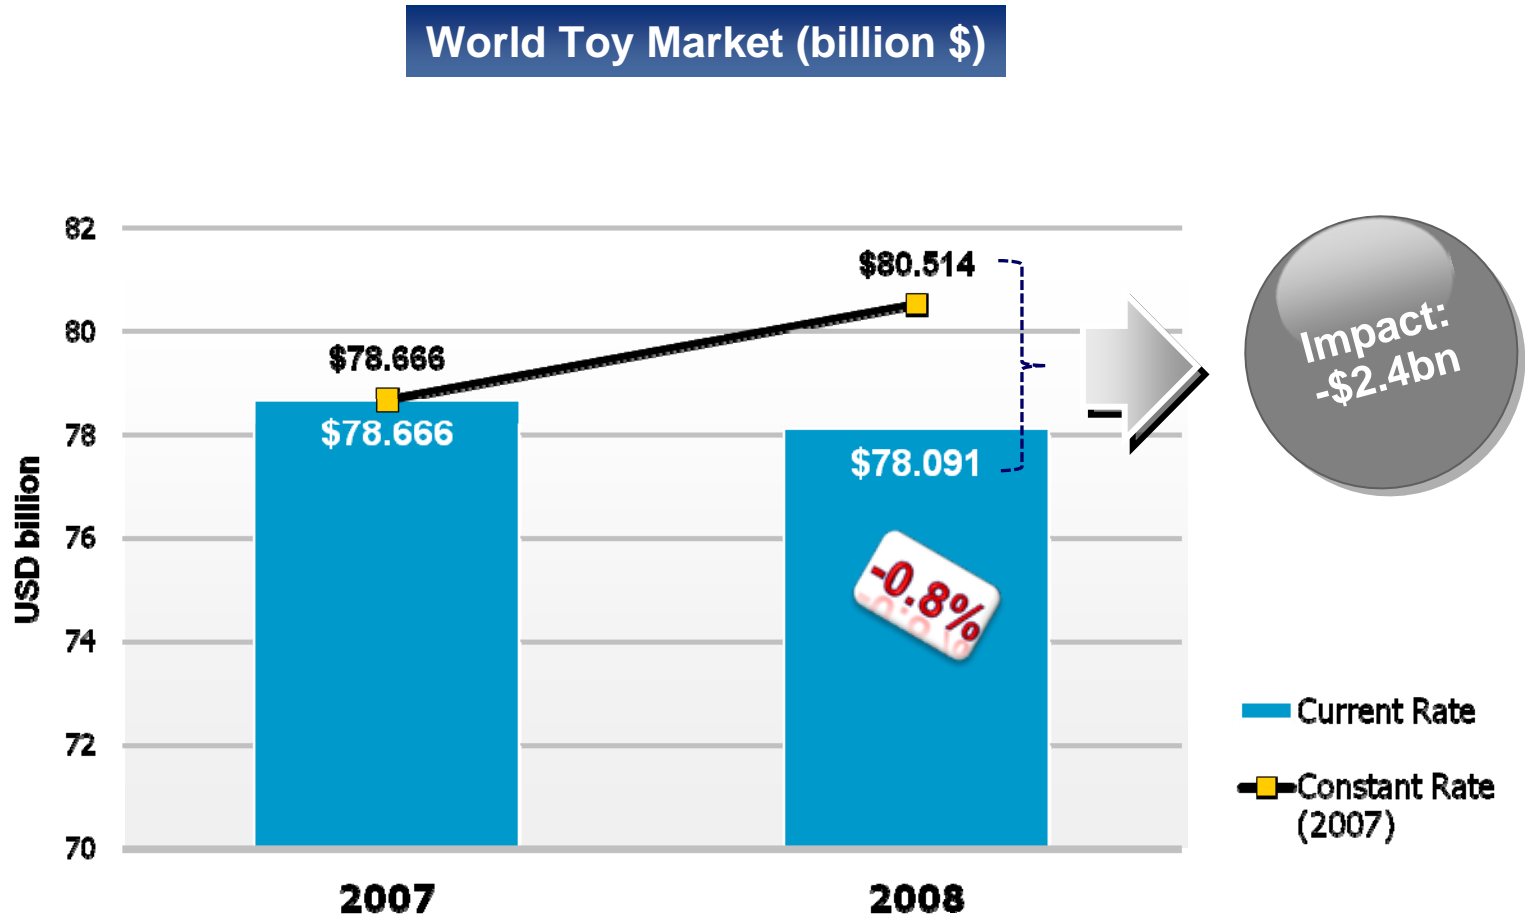 World Toy Market (billion $)
82
80
78
76
74
72
70
USD billion
$78.666
$78.666
$80.514
$78.091
-0.8%
2007
2008
Impact:
-$2.4bn
Current Rate
Constant Rate
(2007)